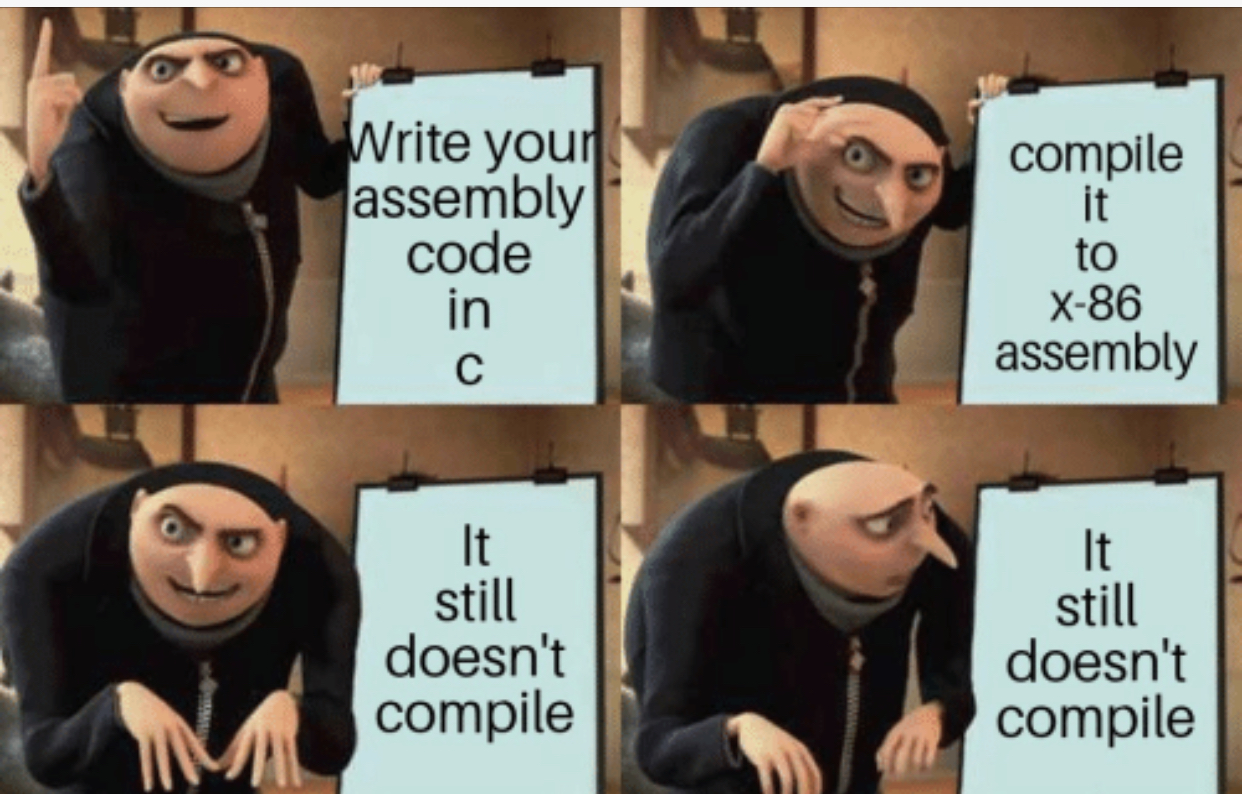 Write your
assembly
code
in
c
compile
it
to
x-86
assembly
It
still
doesn't
compile
It
still
doesn't
compile